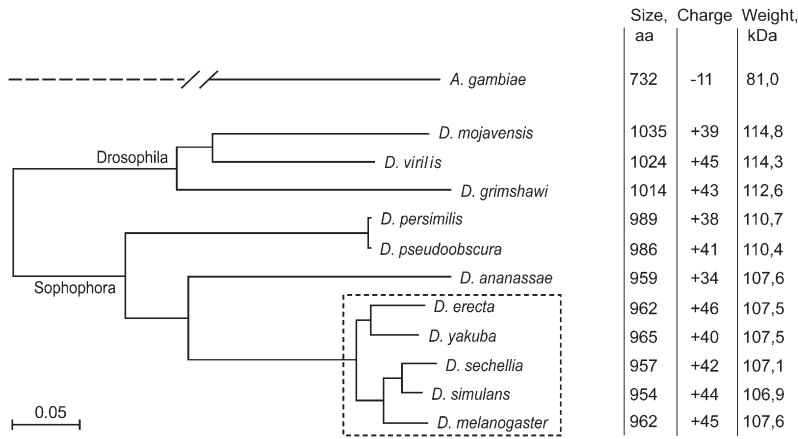 Size, Charge Weight,
aa kDa
A. gambiae 732 -11 81,0
D. mojavensis 1035 +39 114,8
Drosophila
D. virilis 1024 +45 114,3
D. grimshawi 1014 +43 112,6
D. persimilis 989 +38 110,7
D. pseudoobscura 986 +41 110,4
D. ananassae 959 +34 107,6
Sophophora
D. erecta 962 +46 107,5
D. yakuba 965 +40 107,5
D. sechellia 957 +42 107,1
D. simulans 954 +44 106,9
0.05
D. melanogaster 962 +45 107,6